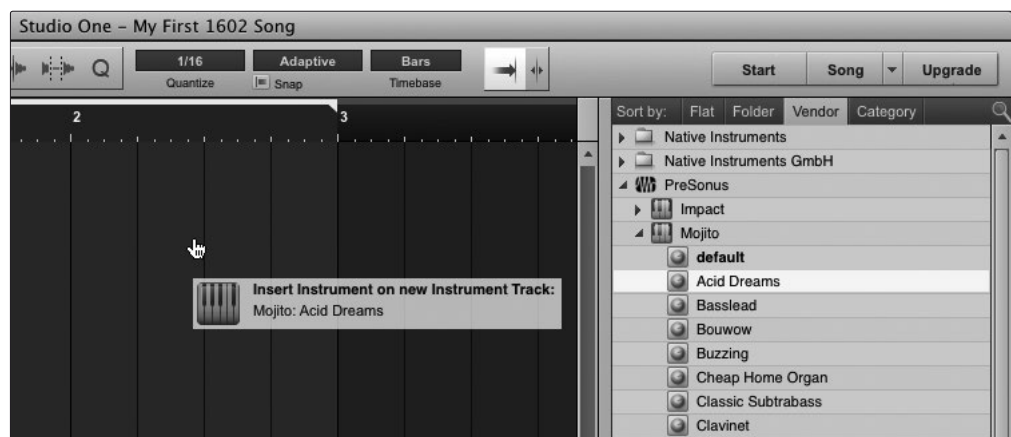 Studio One - My First 1602 Song
Q
1/16
Adaptive
Bars
Quantize
Snap
Timebase
Start
Song
Upgrade
2
3
Sort by: Flat Folder Vendor Category
Native Instruments
Native Instruments GmbH
PreSonus
Impact
Mojito
default
Acid Dreams
Basslead
Bouwow
Buzzing
Cheap Home Organ
Classic Subtrabass
Clavinet
Insert Instrument on new Instrument Track:
Mojito: Acid Dreams